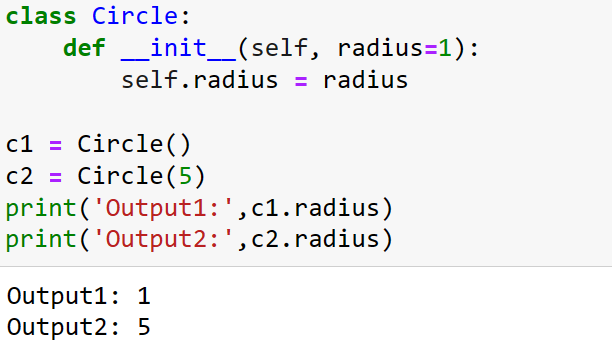 class Circle:
    def __init__(self, radius=1):
        self.radius = radius

c1 = Circle()
c2 = Circle(5)
print('Output1:',c1.radius)
print('Output2:',c2.radius)
Output1: 1
Output2: 5